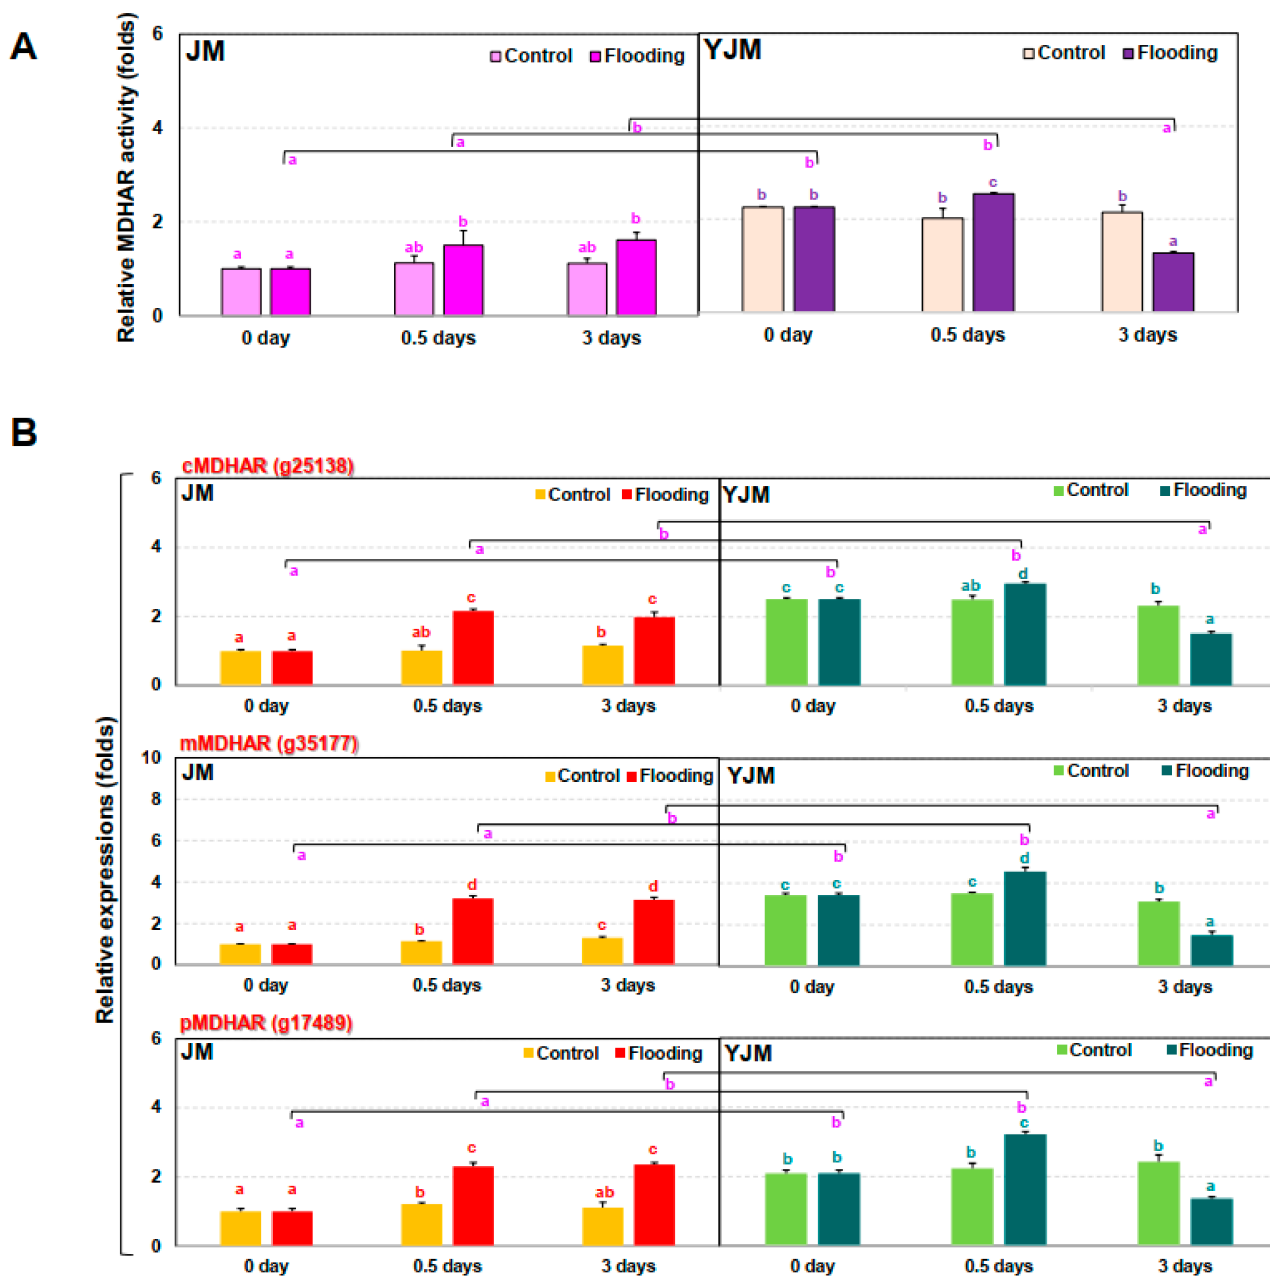 A
Relative MDHAR activity (folds)
6
4
2
0
JM
Control Flooding
YJM
Control Flooding
b a
a b
a b
a a ab b ab b
b b b c b a
0 day 0.5 days 3 days 0 day 0.5 days 3 days
B
Relative expressions (folds)
cMDHAR (g25138)
6
4
2
0
JM
Control Flooding
YJM
Control Flooding
b a
a b
a b
a a ab c b c
c c ab d b a
0 day 0.5 days 3 days 0 day 0.5 days 3 days
mMDHAR (g35177)
10
8
6
4
2
0
JM
Control Flooding
YJM
Control Flooding
b a
a b
a b
a a b d c d
c c c d b a
0 day 0.5 days 3 days 0 day 0.5 days 3 days
pMDHAR (g17489)
6
4
2
0
JM
Control Flooding
YJM
Control Flooding
b a
a b
a b
a a b c ab c
b b b c b a
0 day 0.5 days 3 days 0 day 0.5 days 3 days